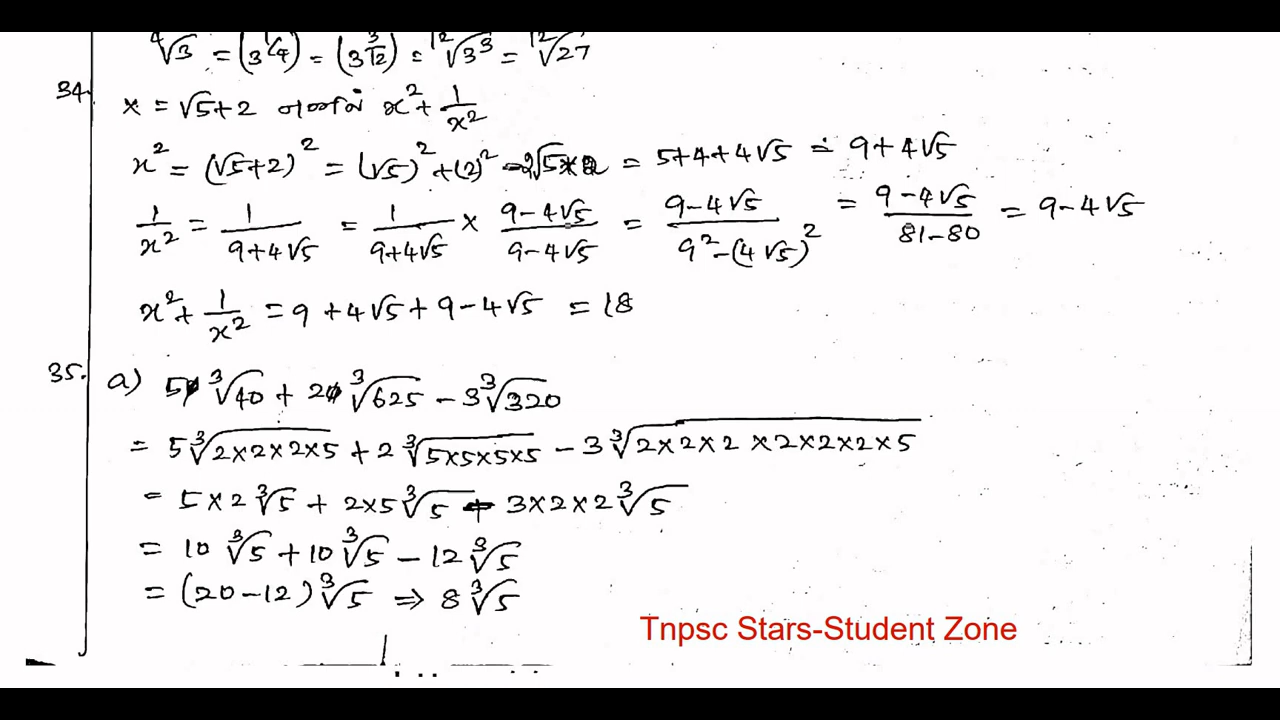 ∜3 = (3^1/4) = (3^3/12) = ¹²√3³ = ¹²√27
34. x = √5+2 எனில் x² + 1/x²
x² = (√5+2)² = (√5)² + (2)² - 2√5×2 = 5+4+4√5 = 9+4√5
1/x² = 1/(9+4√5) = 1/(9+4√5) × (9-4√5)/(9-4√5) = (9-4√5)/(9²-(4√5)²) = (9-4√5)/(81-80) = 9-4√5
x² + 1/x² = 9+4√5+9-4√5 = 18
35. a) 5 ∛40 + 2 ∛625 - 3∛320
= 5∛2×2×2×5 + 2∛5×5×5×5 - 3∛2×2×2×2×2×2×5
= 5×2∛5 + 2×5∛5 - 3×2×2∛5
= 10∛5 + 10∛5 - 12∛5
= (20-12)∛5 ⇒ 8∛5
Tnpsc Stars-Student Zone